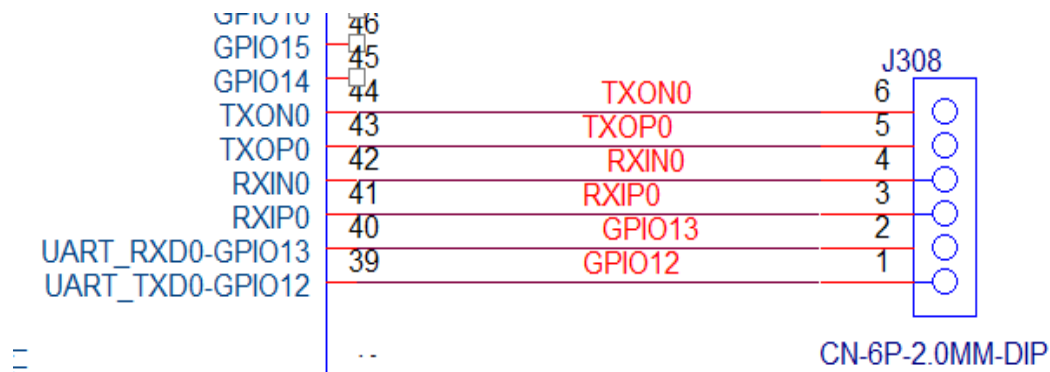 GPIO16 46
GPIO15 45
J308
GPIO14 44 TXON0 6
TXON0 43 TXOP0 5
TXOP0 42 RXIN0 4
RXIN0 41 RXIP0 3
RXIP0 40 GPIO13 2
UART_RXD0-GPIO13 39 GPIO12 1
UART_TXD0-GPIO12
CN-6P-2.0MM-DIP